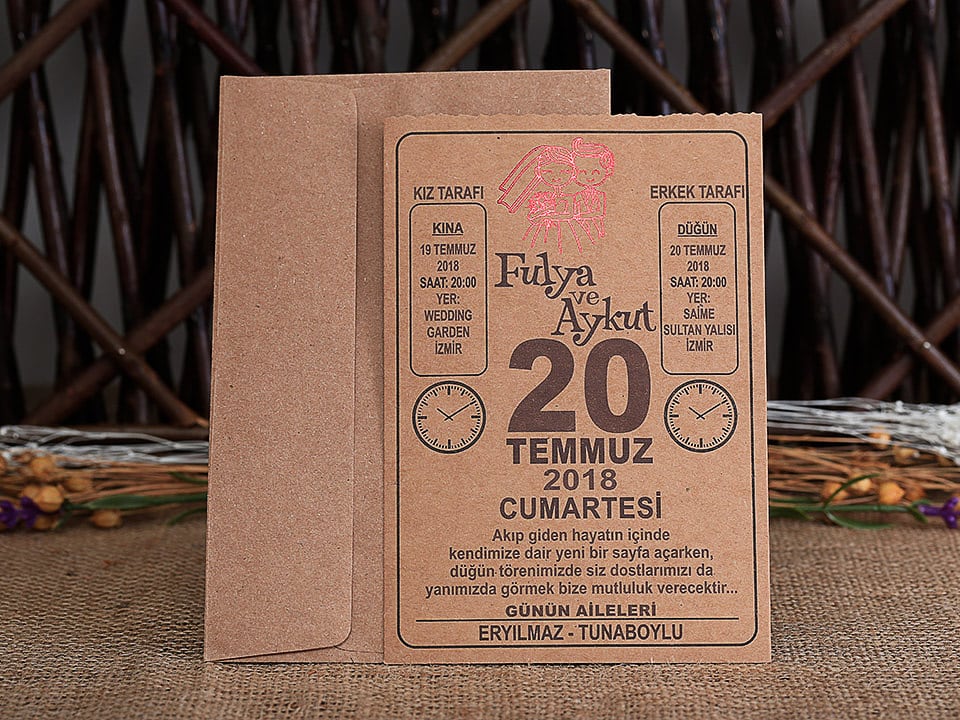 KIZ TARAFI
KINA
19 TEMMUZ
2018
SAAT: 20:00
YER:
WEDDING
GARDEN
İZMİR
ERKEK TARAFI
DÜĞÜN
20 TEMMUZ
2018
SAAT: 20:00
YER:
SAİME
SULTAN YALISI
İZMİR
Fulya
ve
Aykut
20
TEMMUZ
2018
CUMARTESİ
Akıp giden hayatın içinde
kendimize dair yeni bir sayfa açarken,
düğün törenimizde siz dostlarımızı da
yanımızda görmek bize mutluluk verecektir...
GÜNÜN AİLELERİ
ERYILMAZ - TUNABOYLU